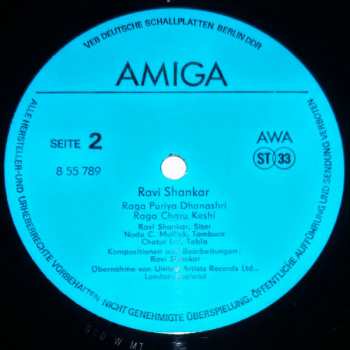 VEB DEUTSCHE SCHALLPLATTEN BERLIN DDR
AMIGA
SEITE 2
AWA
8 55 789
ST 33
Ravi Shankar
Raga Puriya Dhanashri
Raga Charu Keshi
Ravi Shankar, Sitar
Nodu C. Mullick, Tamboura
Chatur Lal, Tabla
Kompositionen und Bearbeitungen:
Ravi Shankar
Übernahme von United Artists Records Ltd.,
London/England
ALLE HERSTELLER- UND URHEBERRECHTE VORBEHALTEN NICHT GENEHMIGTE ÜBERSPIELUNG, ÖFFENTLICHE AUFFÜHRUNG UND SENDUNG VERBOTEN